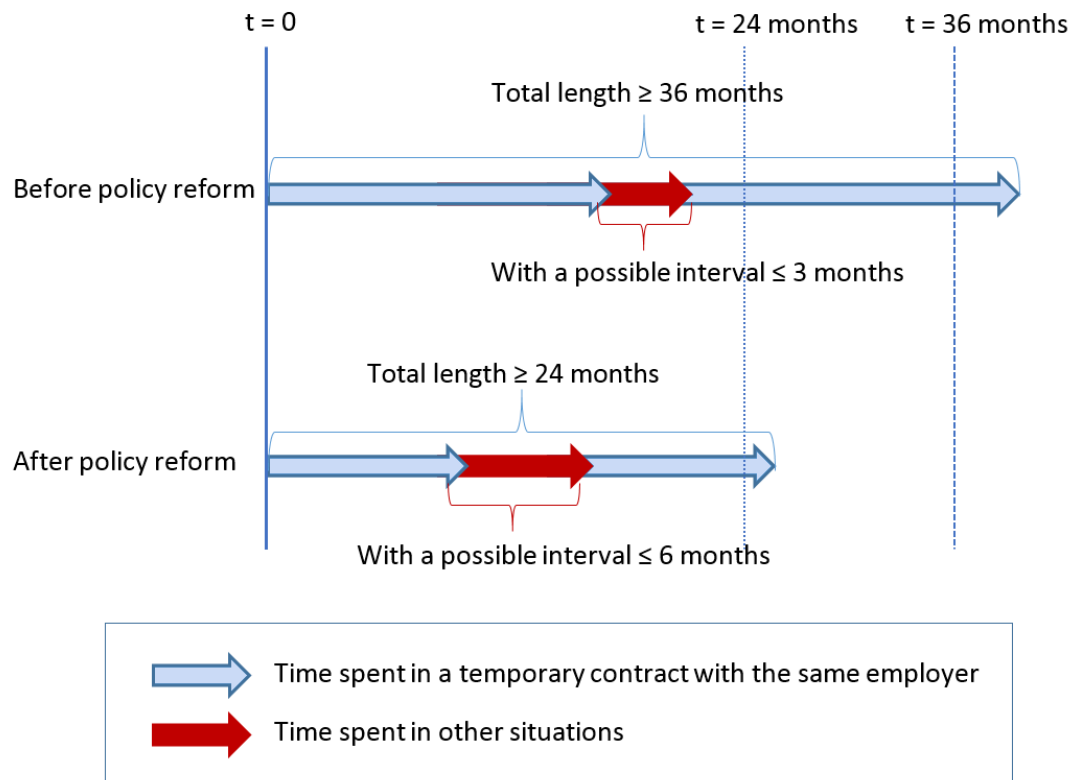 t = 0
t = 24 months
t = 36 months
Total length ≥ 36 months
Before policy reform
With a possible interval ≤ 3 months
Total length ≥ 24 months
After policy reform
With a possible interval ≤ 6 months
Time spent in a temporary contract with the same employer
Time spent in other situations